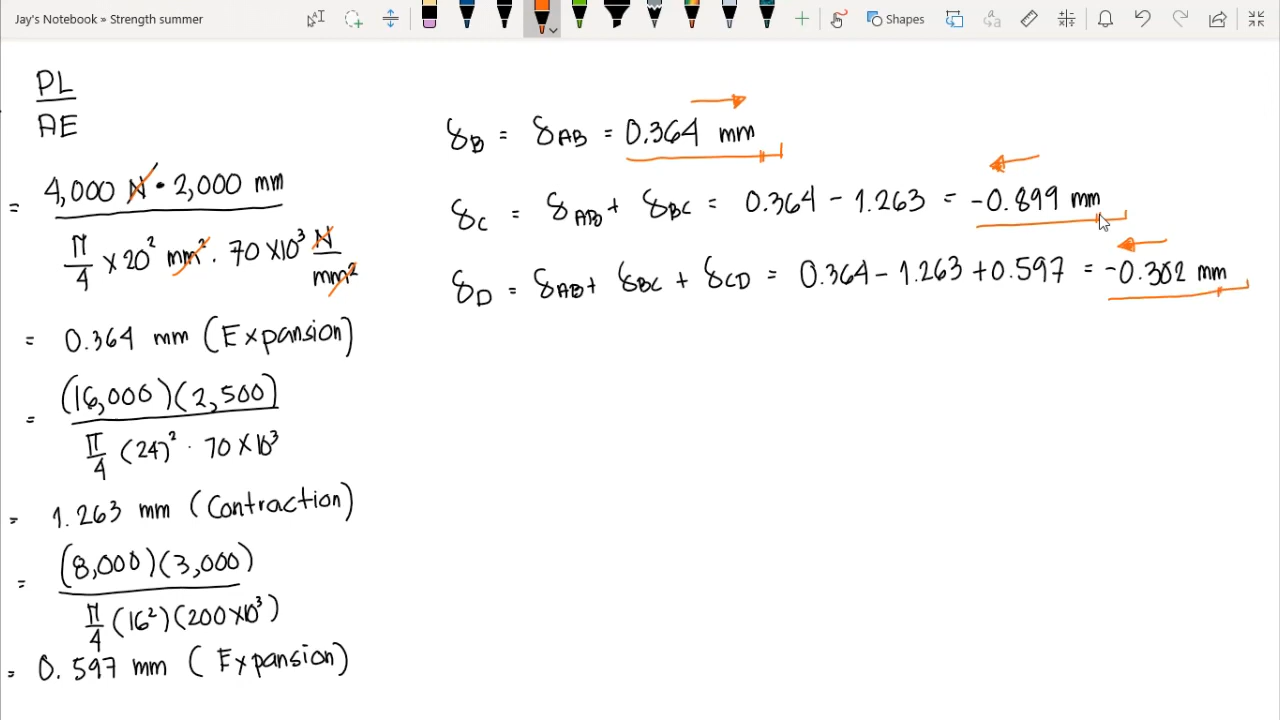 Jay's Notebook » Strength summer
Shapes
PL
AE
= 4,000 N · 2,000 mm
π/4 × 20² mm² · 70 × 10³ N/mm²
= 0.364 mm (Expansion)
= (16,000)(2,500)
π/4 (24)² · 70 × 10³
= 1.263 mm (Contraction)
= (8,000)(3,000)
π/4 (16²)(200×10³)
= 0.597 mm (Expansion)
δB = δAB = 0.364 mm
δC = δAB + δBC = 0.364 − 1.263 = −0.899 mm
δD = δAB + δBC + δCD = 0.364 − 1.263 + 0.597 = −0.302 mm